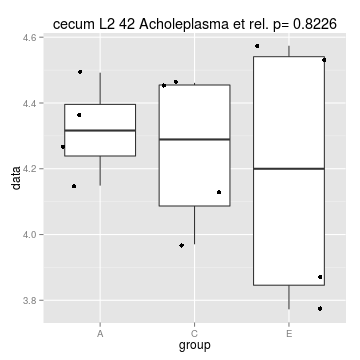 cecum L2 42 Acholeplasma et rel. p= 0.8226
4.6
4.4
4.2
4.0
3.8
data
A C E
group